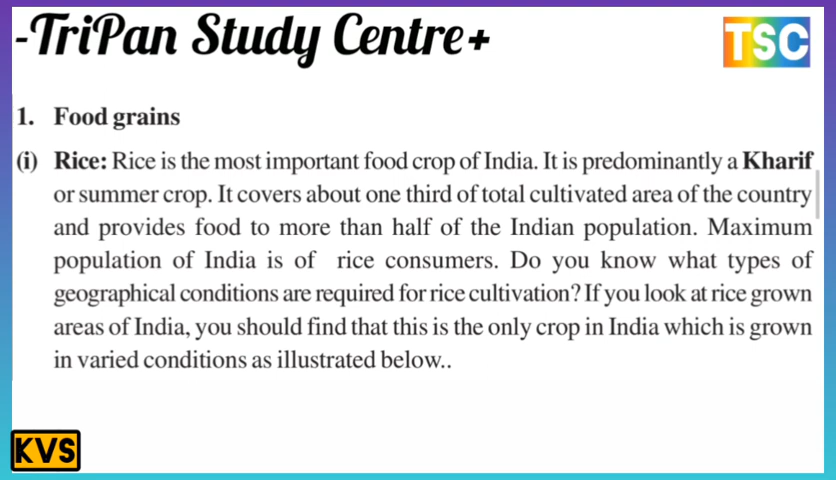 -TriPan Study Centre+
TSC
1. Food grains
(i) Rice: Rice is the most important food crop of India. It is predominantly a Kharif
or summer crop. It covers about one third of total cultivated area of the country
and provides food to more than half of the Indian population. Maximum
population of India is of rice consumers. Do you know what types of
geographical conditions are required for rice cultivation? If you look at rice grown
areas of India, you should find that this is the only crop in India which is grown
in varied conditions as illustrated below..
KVS